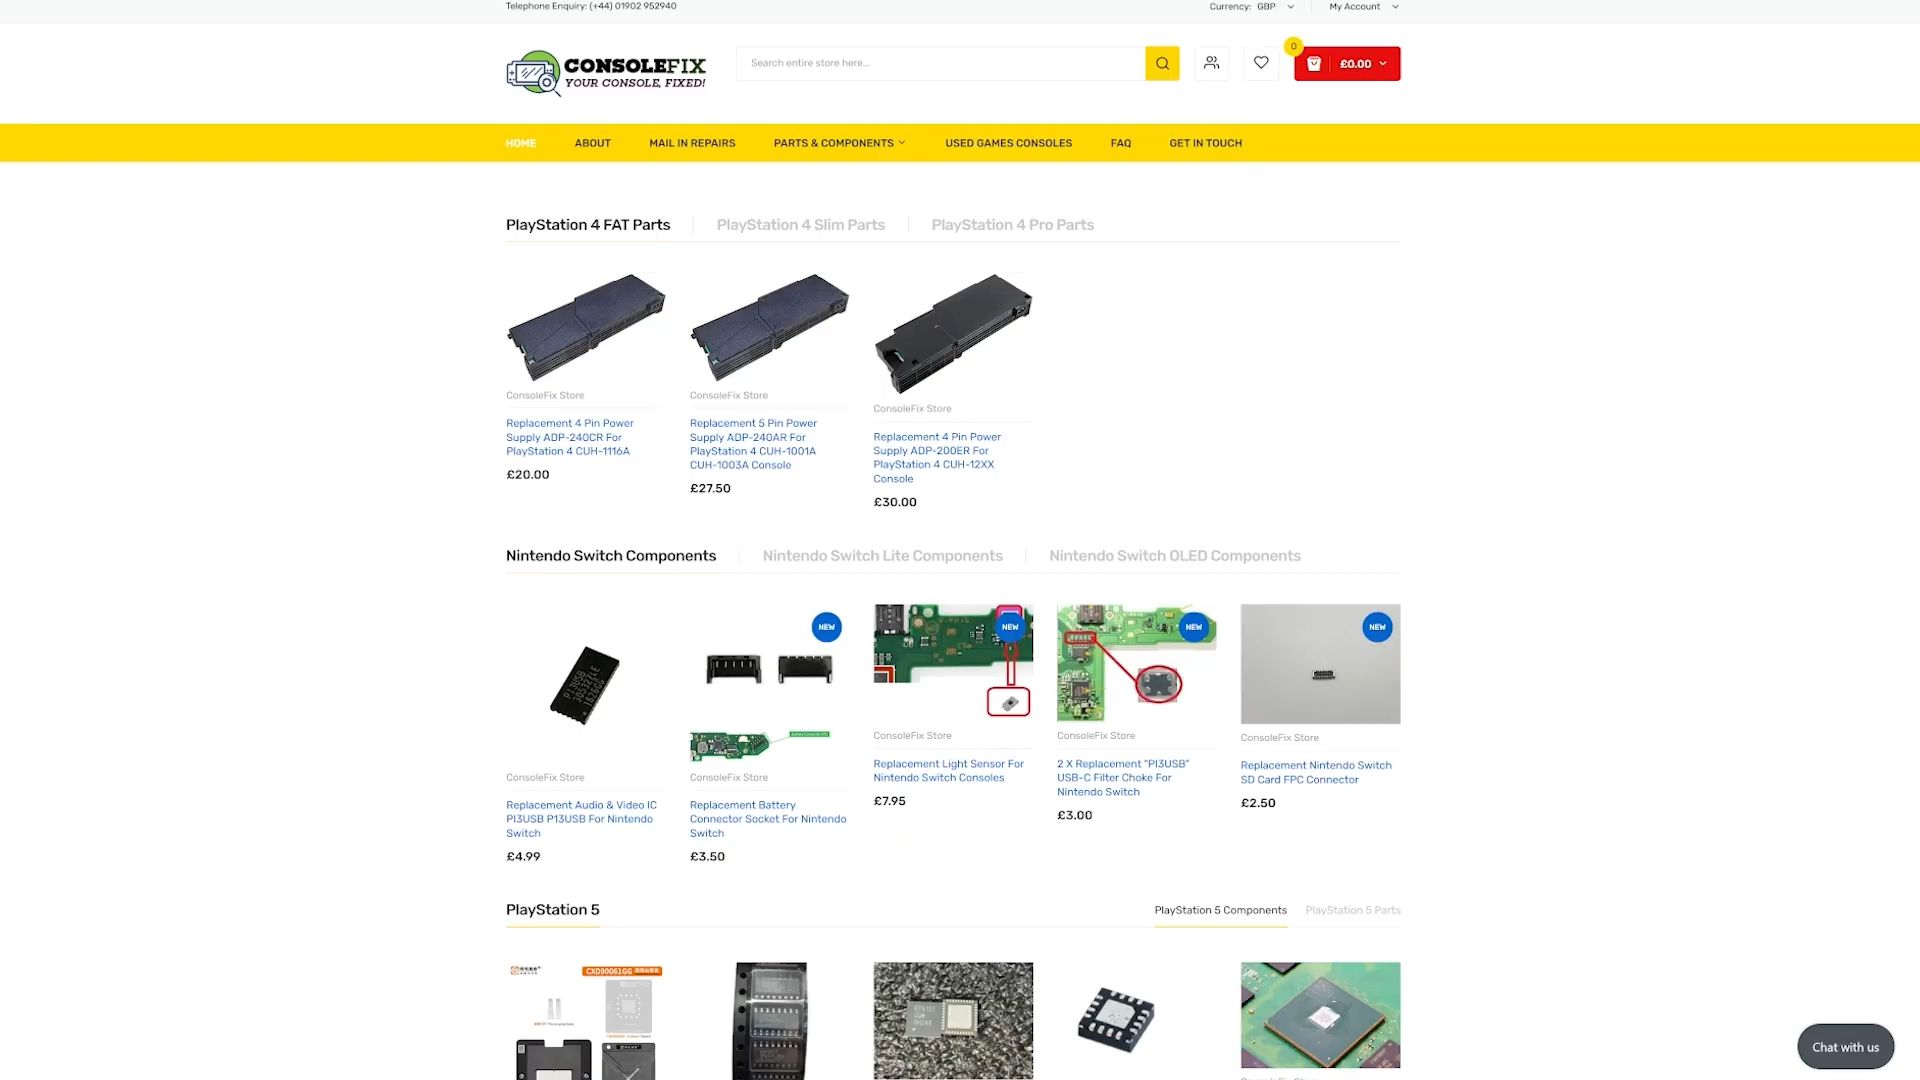 Telephone Enquiry: (+44) 01902 952940
Currency: GBP
My Account
CONSOLEFIX
YOUR CONSOLE, FIXED!
Search entire store here...
0
£0.00
HOME
ABOUT
MAIL IN REPAIRS
PARTS & COMPONENTS
USED GAMES CONSOLES
FAQ
GET IN TOUCH
PlayStation 4 FAT Parts
PlayStation 4 Slim Parts
PlayStation 4 Pro Parts
ConsoleFix Store
Replacement 4 Pin Power
Supply ADP-240CR For
PlayStation 4 CUH-1116A
£20.00
ConsoleFix Store
Replacement 5 Pin Power
Supply ADP-240AR For
PlayStation 4 CUH-1001A
CUH-1003A Console
£27.50
ConsoleFix Store
Replacement 4 Pin Power
Supply ADP-200ER For
PlayStation 4 CUH-12XX
Console
£30.00
Nintendo Switch Components
Nintendo Switch Lite Components
Nintendo Switch OLED Components
ConsoleFix Store
Replacement Audio & Video IC
PI3USB P13USB For Nintendo
Switch
£4.99
NEW
ConsoleFix Store
Replacement Battery
Connector Socket For Nintendo
Switch
£3.50
NEW
ConsoleFix Store
Replacement Light Sensor For
Nintendo Switch Consoles
£7.95
NEW
ConsoleFix Store
2 X Replacement "PI3USB"
USB-C Filter Choke For
Nintendo Switch
£3.00
NEW
ConsoleFix Store
Replacement Nintendo Switch
SD Card FPC Connector
£2.50
PlayStation 5
PlayStation 5 Components
PlayStation 5 Parts
CXD90061GG
Chat with us